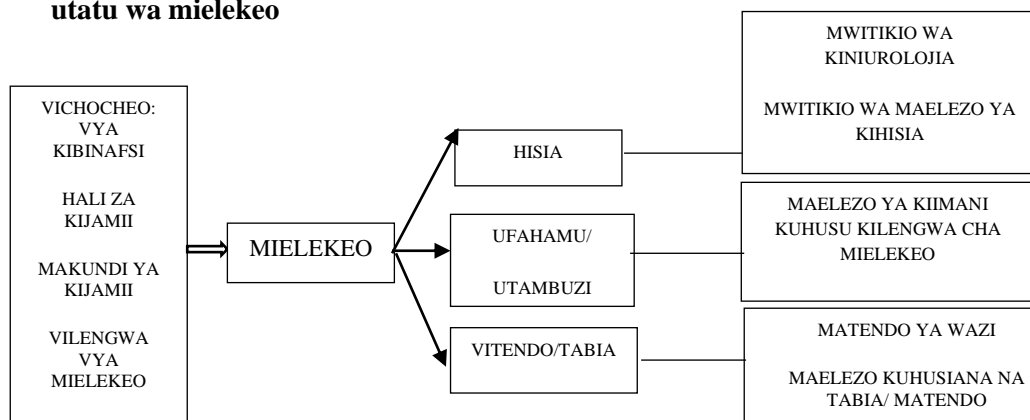 utatu wa mielekeo
VICHOCHEO:
VYA
KIBINAFSI
HALI ZA
KIJAMII
MAKUNDI YA
KIJAMII
VILENGWA
VYA
MIELEKEO
MIELEKEO
HISIA
UFAHAMU/
UTAMBUZI
VITENDO/TABIA
MWITIKIO WA
KINIUROLOJIA
MWITIKIO WA MAELEZO YA
KIHISIA
MAELEZO YA KIIMANI
KUHUSU KILENGWA CHA
MIELEKEO
MATENDO YA WAZI
MAELEZO KUHUSIANA NA
TABIA/ MATENDO